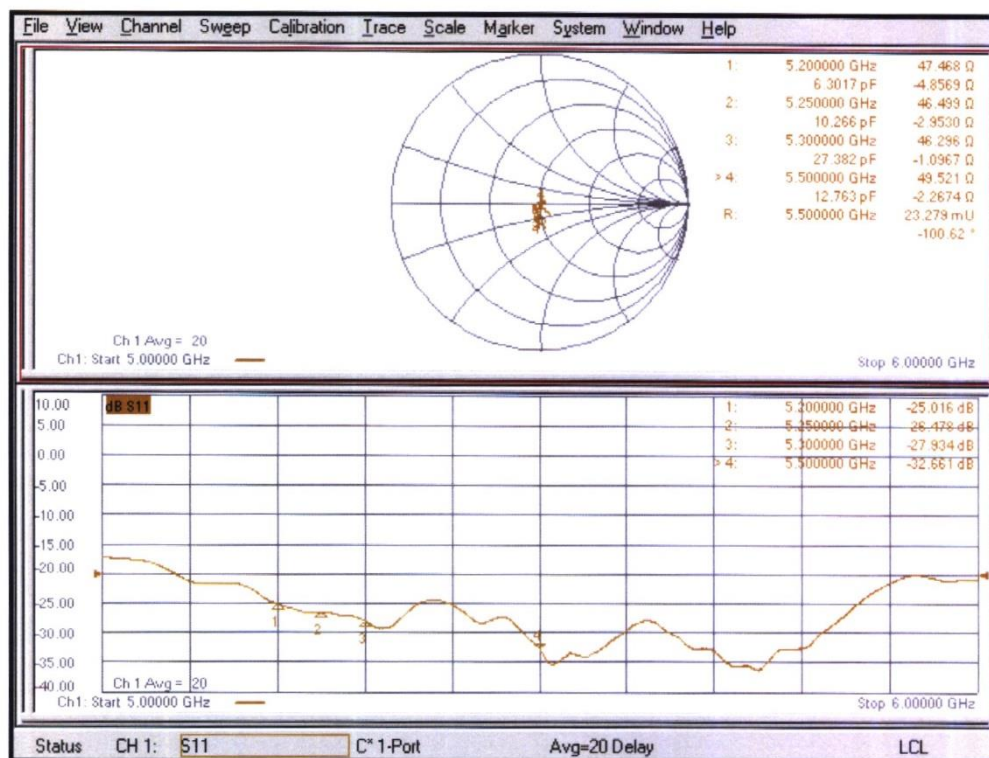 File View Channel Sweep Calibration Trace Scale Marker System Window Help
1: 5.200000 GHz 47.468 Ω
6.3017 pF -4.8569 Ω
2: 5.250000 GHz 46.499 Ω
10.266 pF -2.9530 Ω
3: 5.300000 GHz 46.296 Ω
27.382 pF -1.0967 Ω
> 4: 5.500000 GHz 49.521 Ω
12.763 pF -2.2674 Ω
R: 5.500000 GHz 23.279 mU
-100.62 °
Ch 1 Avg = 20
Ch1: Start 5.00000 GHz
Stop 6.00000 GHz
10.00
dB S11
5.00
0.00
-5.00
-10.00
-15.00
-20.00
-25.00
-30.00
-35.00
-40.00
1: 5.200000 GHz -25.016 dB
2: 5.250000 GHz -26.478 dB
3: 5.300000 GHz -27.934 dB
> 4: 5.500000 GHz -32.661 dB
1
2
3
4
Ch 1 Avg = 20
Ch1: Start 5.00000 GHz
Stop 6.00000 GHz
Status CH 1: S11 C* 1-Port Avg=20 Delay LCL